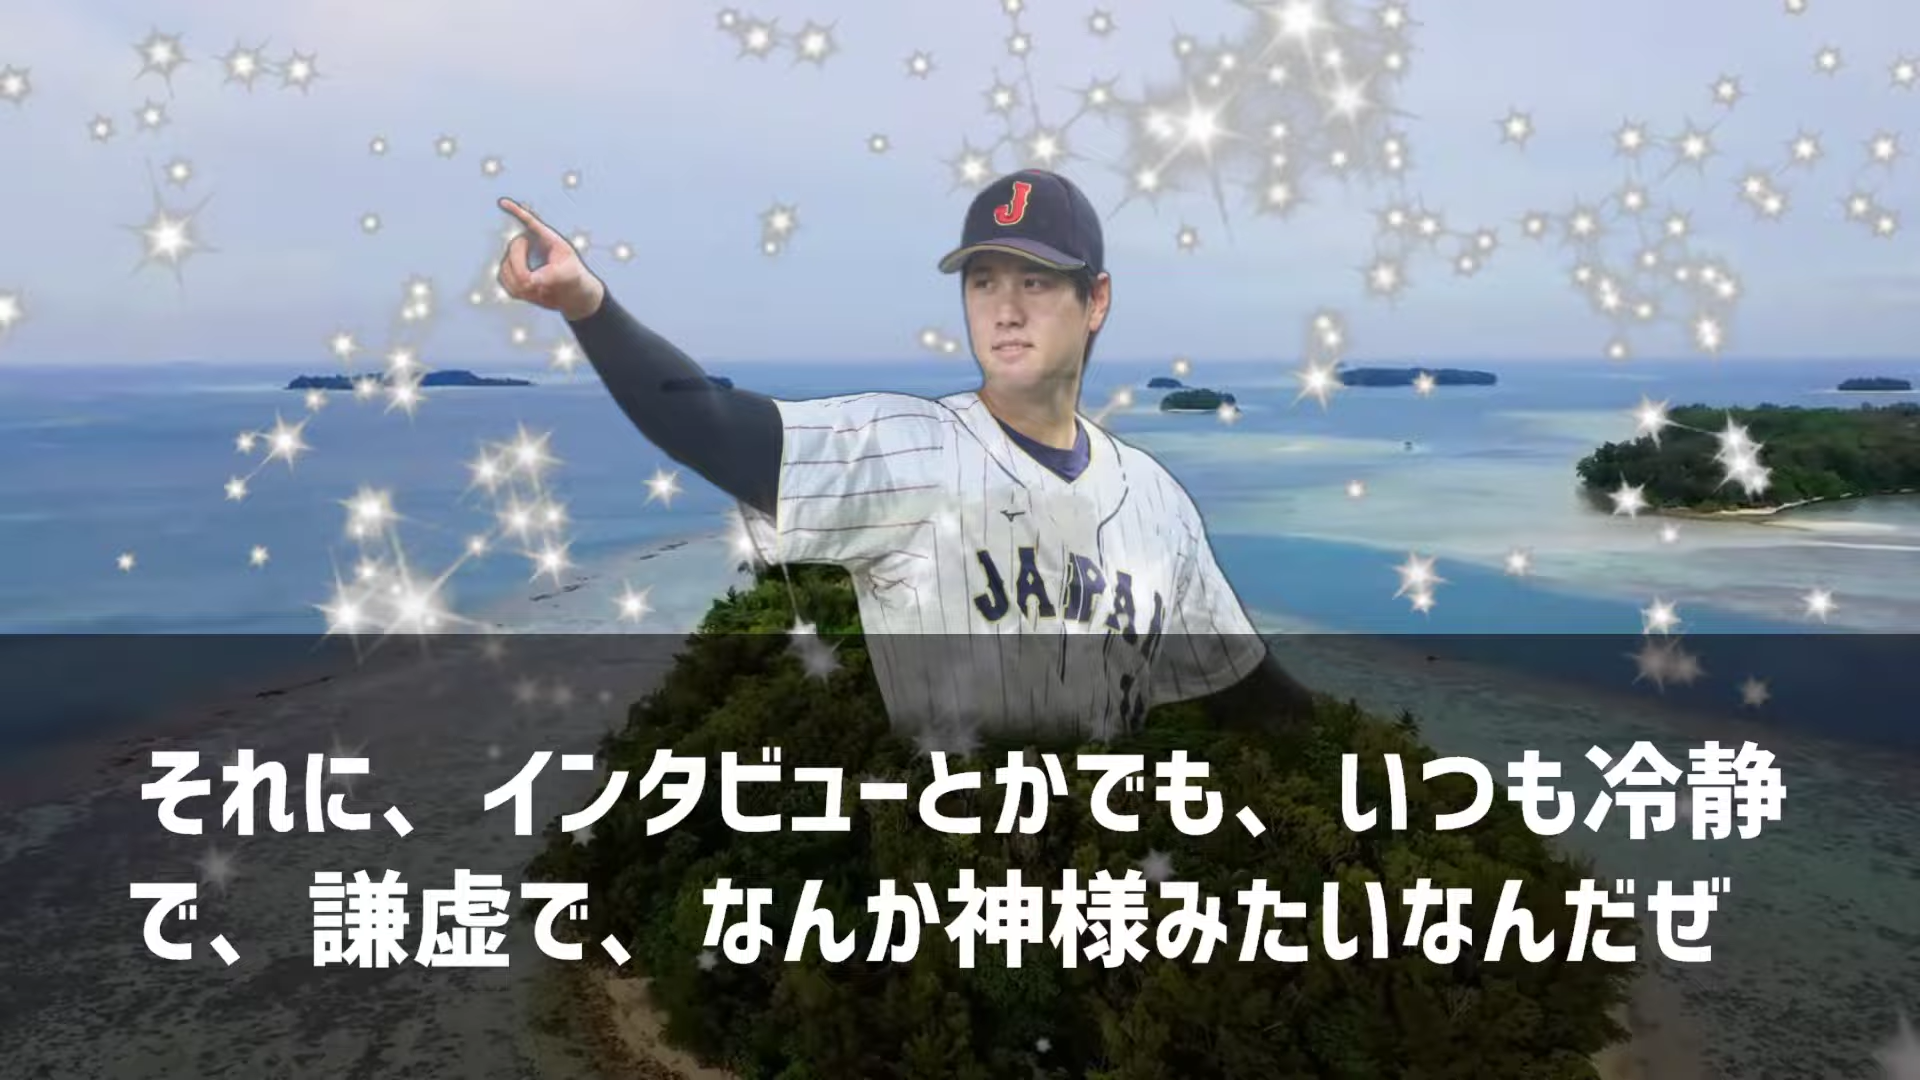 J
JAPAN
それに、インタビューとかでも、いつも冷静
で、謙虚で、なんか神様みたいなんだぜ